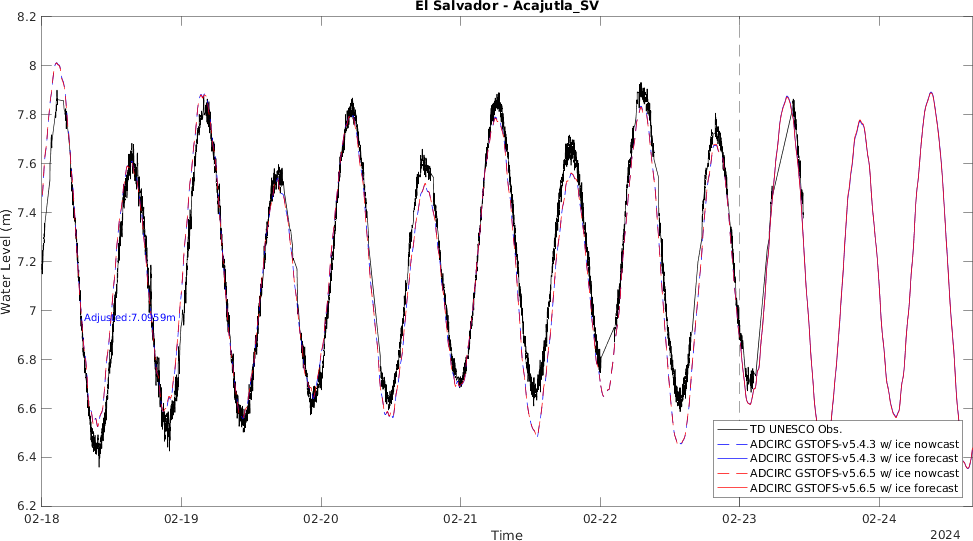 El Salvador - Acajutla_SV
8.2
8
7.8
7.6
7.4
7.2
7
6.8
6.6
6.4
6.2
Water Level (m)
Adjusted:7.0959m
TD UNESCO Obs.
ADCIRC GSTOFS-v5.4.3 w/ ice nowcast
ADCIRC GSTOFS-v5.4.3 w/ ice forecast
ADCIRC GSTOFS-v5.6.5 w/ ice nowcast
ADCIRC GSTOFS-v5.6.5 w/ ice forecast
02-18 02-19 02-20 02-21 02-22 02-23 02-24
Time
2024